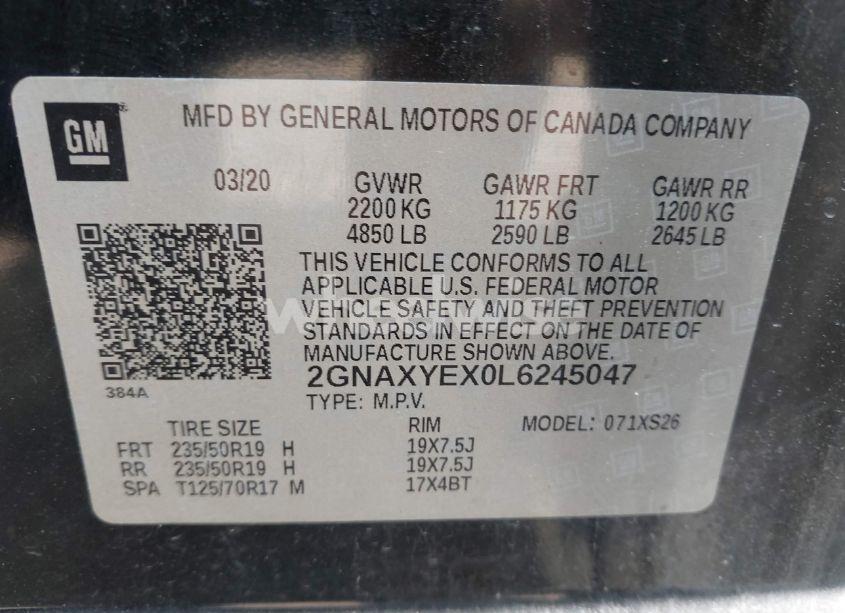 GM
MFD BY GENERAL MOTORS OF CANADA COMPANY
03/20 GVWR GAWR FRT GAWR RR
2200 KG 1175 KG 1200 KG
4850 LB 2590 LB 2645 LB
THIS VEHICLE CONFORMS TO ALL
APPLICABLE U.S. FEDERAL MOTOR
VEHICLE SAFETY AND THEFT PREVENTION
STANDARDS IN EFFECT ON THE DATE OF
MANUFACTURE SHOWN ABOVE.
384A
2GNAXYEX0L6245047
TYPE: M.P.V.
TIRE SIZE RIM MODEL: 071XS26
FRT 235/50R19 H 19X7.5J
RR 235/50R19 H 19X7.5J
SPA T125/70R17 M 17X4BT